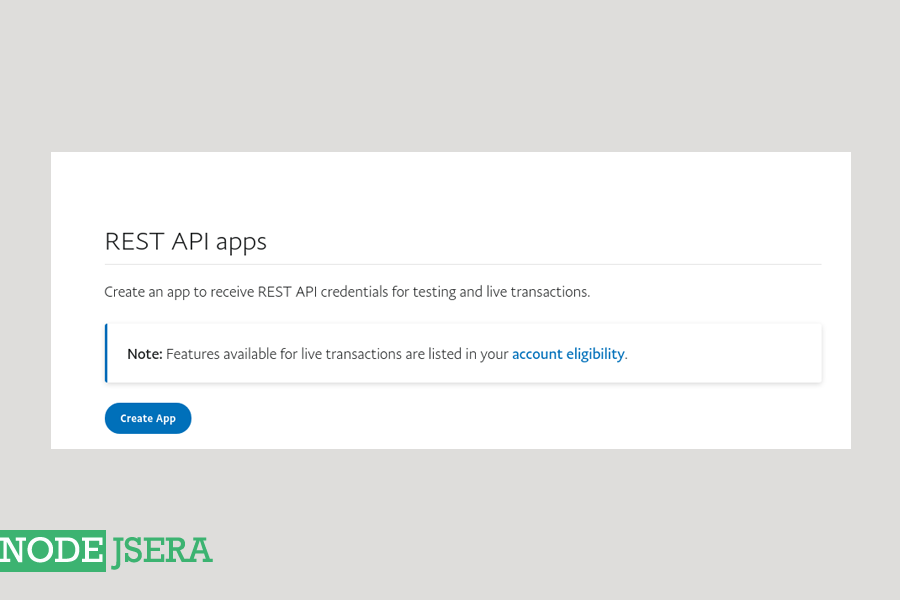 REST API apps
Create an app to receive REST API credentials for testing and live transactions.
Note: Features available for live transactions are listed in your account eligibility.
Create App
NODE JSERA